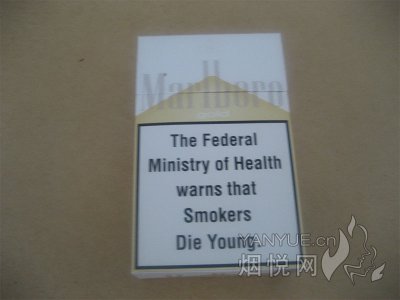 Marlboro
The Federal
Ministry of Health
warns that
Smokers
Die Young.
YANYUE.cn
烟悦网